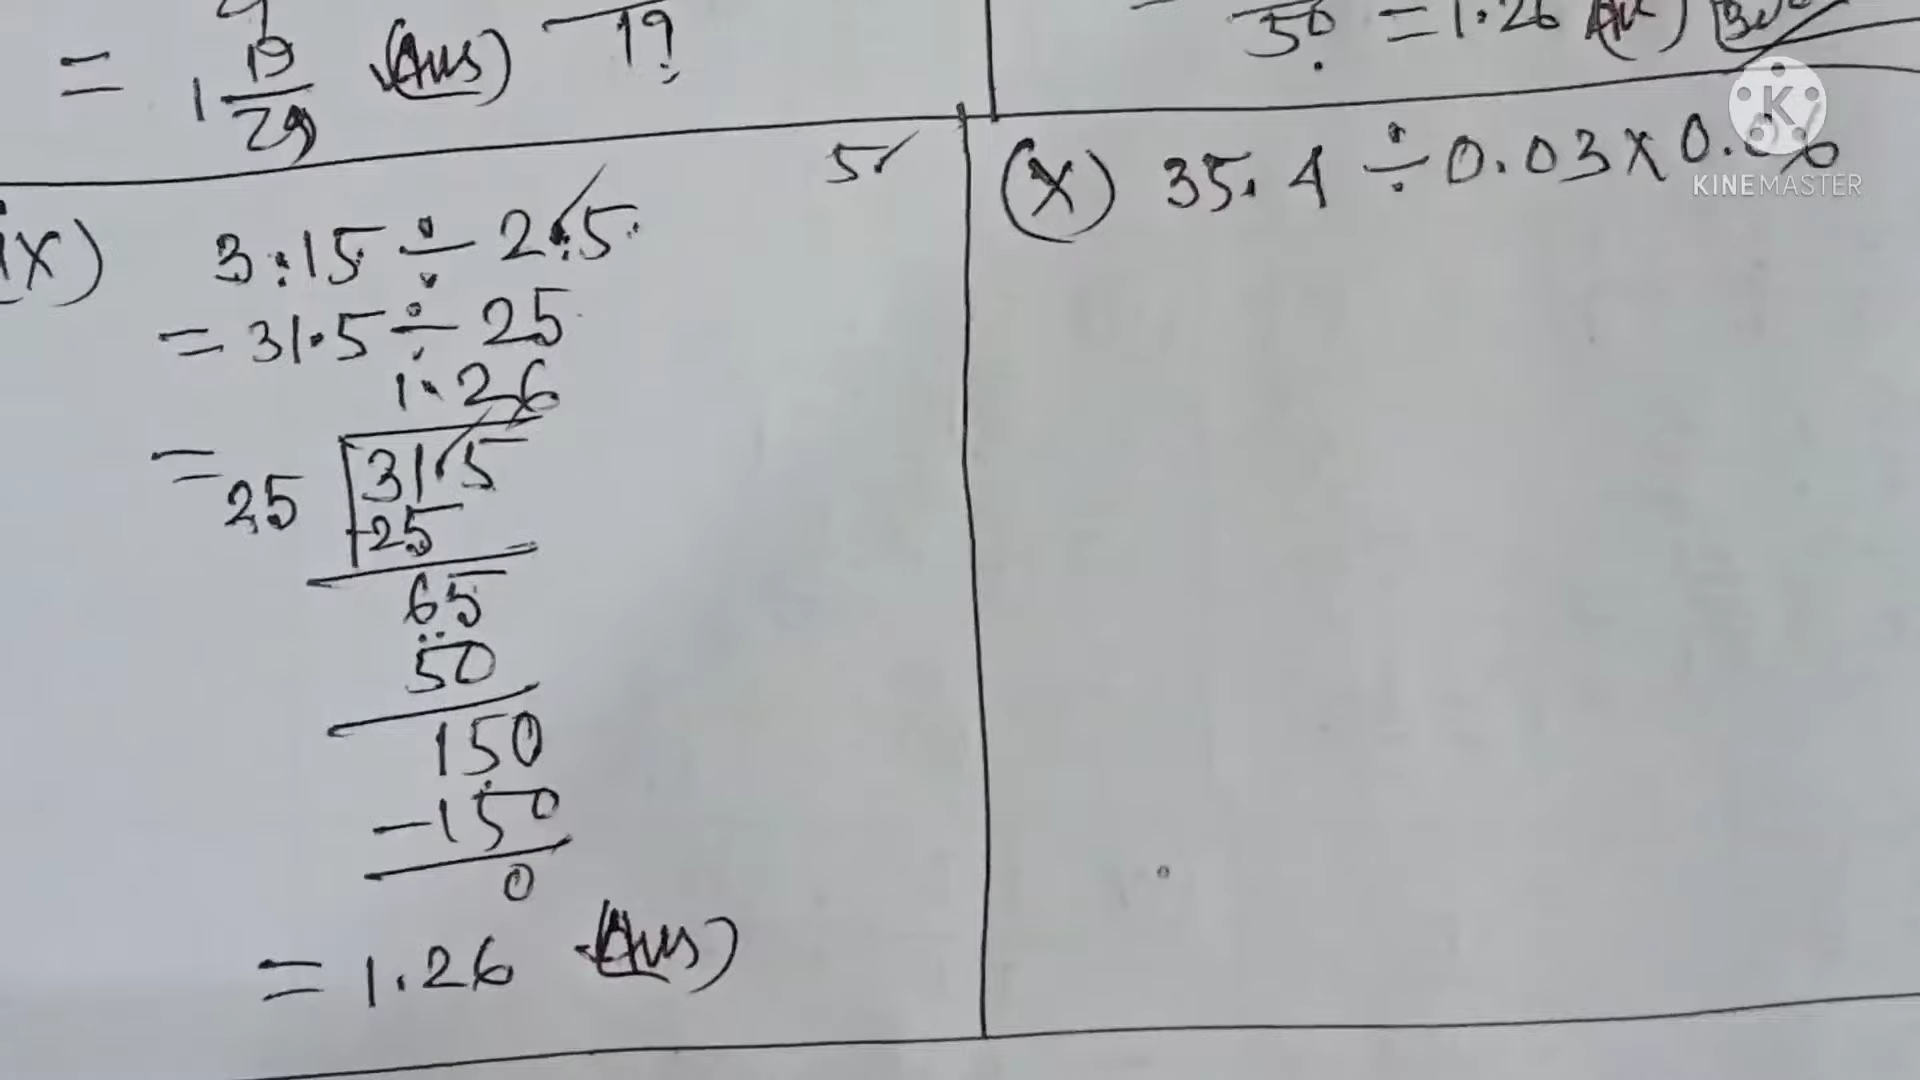 = 1 19/29 (Ans) 19
50 = 1.26 (Ans)
5
(ix) 3.15 ÷ 2.5
= 31.5 ÷ 25
1.26
= 25 31.5
-25
65
50
150
-150
0
= 1.26 (Ans)
(X) 35.4 ÷ 0.03 x 0.
KINEMASTER